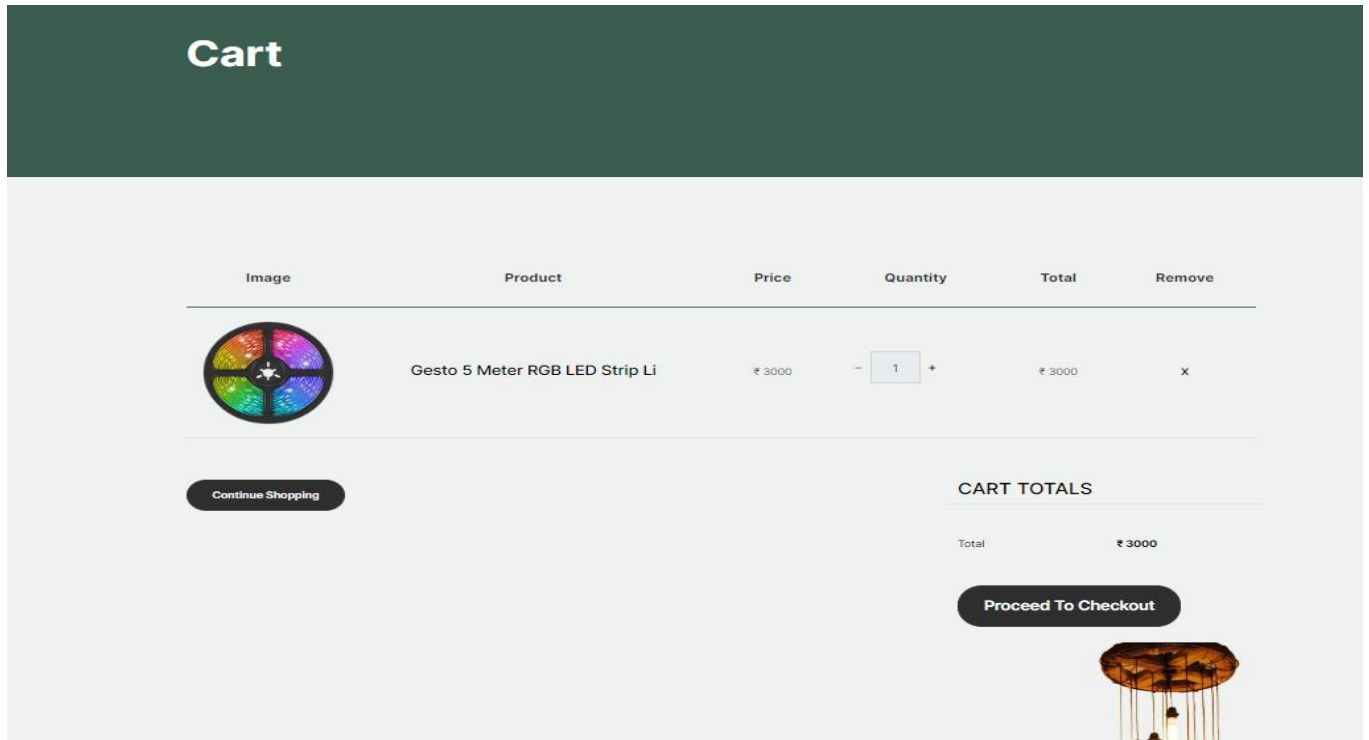 Cart
Image Product Price Quantity Total Remove
Gesto 5 Meter RGB LED Strip Li ₹ 3000 - 1 + ₹ 3000 x
Continue Shopping
CART TOTALS
Total ₹ 3000
Proceed To Checkout